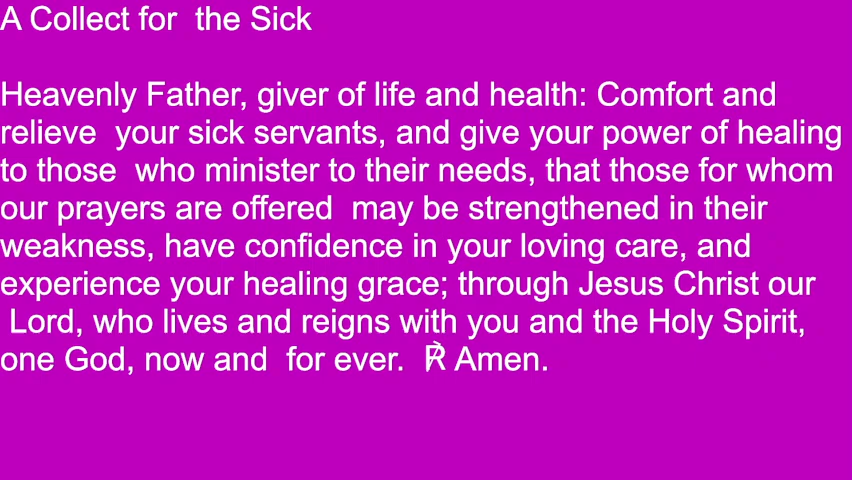 A Collect for  the Sick
Heavenly Father, giver of life and health: Comfort and
relieve  your sick servants, and give your power of healing
to those  who minister to their needs, that those for whom
our prayers are offered  may be strengthened in their
weakness, have confidence in your loving care, and
experience your healing grace; through Jesus Christ our
Lord, who lives and reigns with you and the Holy Spirit,
one God, now and  for ever.  ℟ Amen.